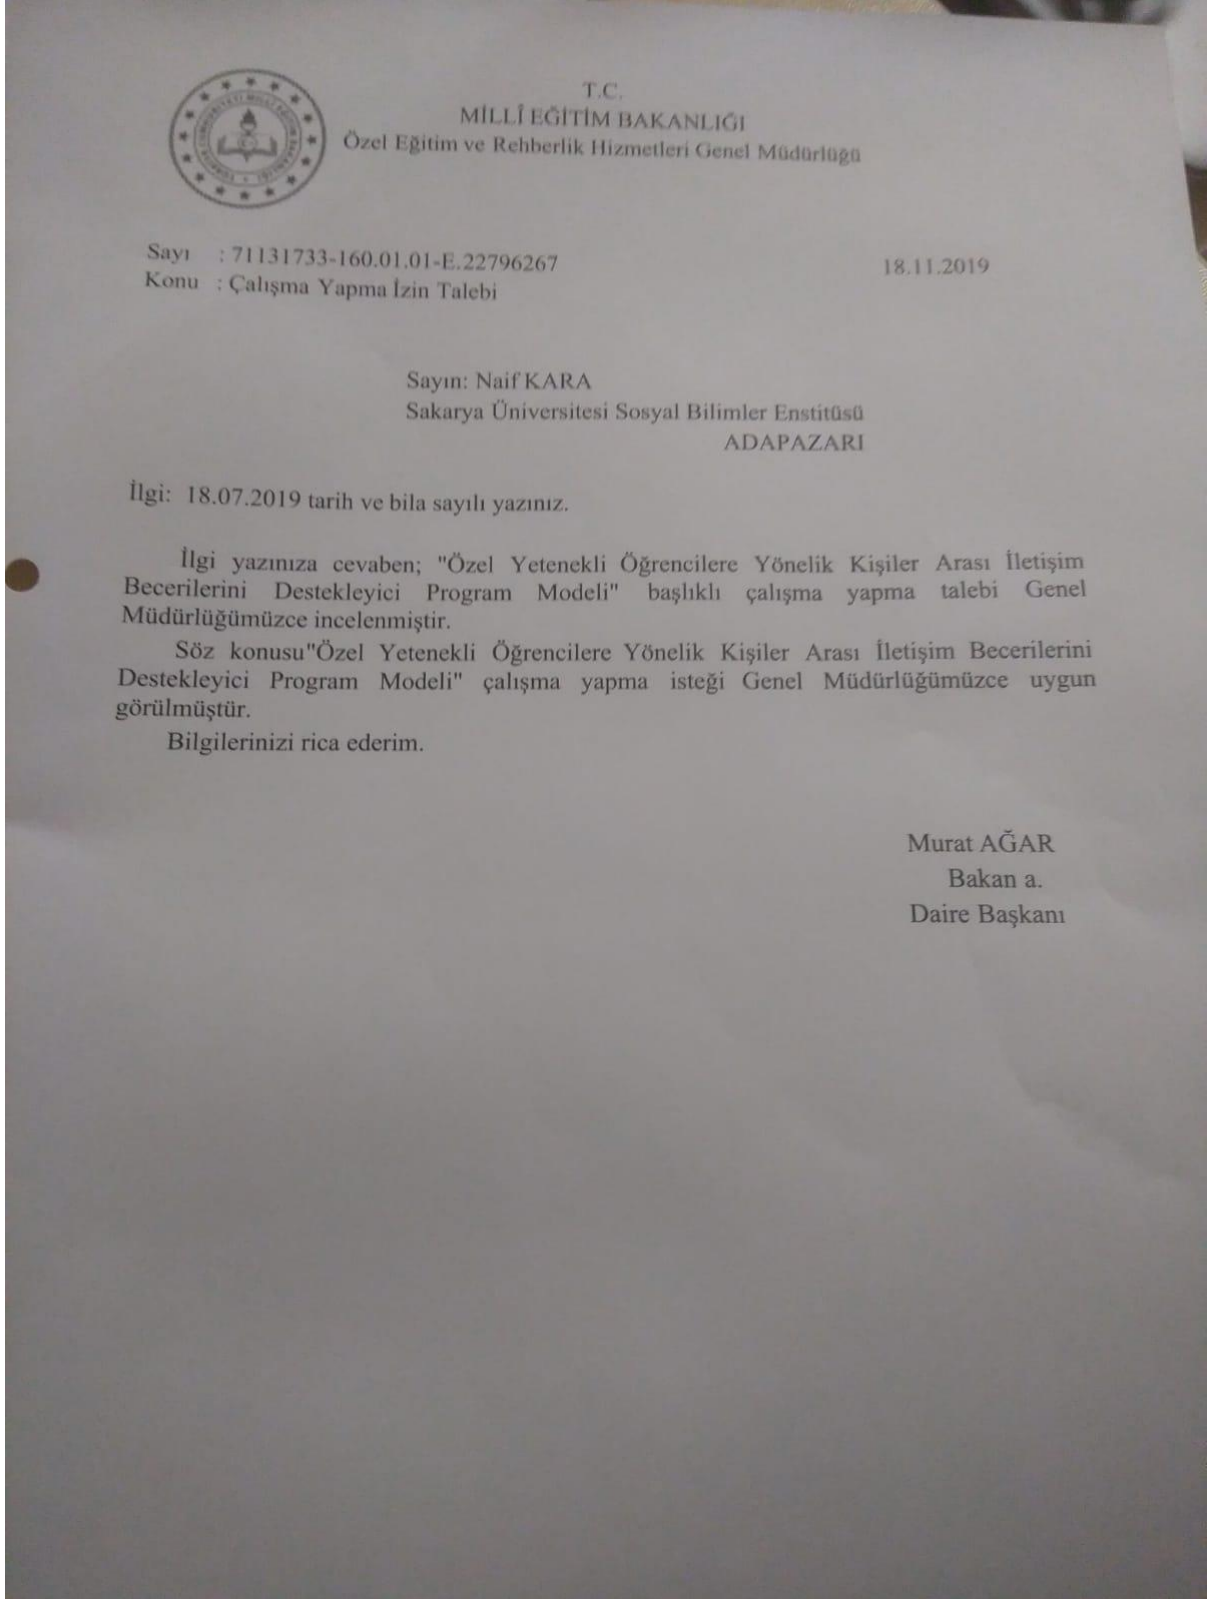 T.C.
MİLLÎ EĞİTİM BAKANLIĞI
Özel Eğitim ve Rehberlik Hizmetleri Genel Müdürlüğü
Sayı : 71131733-160.01.01-E.22796267 18.11.2019
Konu : Çalışma Yapma İzin Talebi
Sayın: Naif KARA
Sakarya Üniversitesi Sosyal Bilimler Enstitüsü
ADAPAZARI
İlgi: 18.07.2019 tarih ve bila sayılı yazınız.
İlgi yazınıza cevaben; "Özel Yetenekli Öğrencilere Yönelik Kişiler Arası İletişim
Becerilerini Destekleyici Program Modeli" başlıklı çalışma yapma talebi Genel
Müdürlüğümüzce incelenmiştir.
Söz konusu"Özel Yetenekli Öğrencilere Yönelik Kişiler Arası İletişim Becerilerini
Destekleyici Program Modeli" çalışma yapma isteği Genel Müdürlüğümüzce uygun
görülmüştür.
Bilgilerinizi rica ederim.
Murat AĞAR
Bakan a.
Daire Başkanı